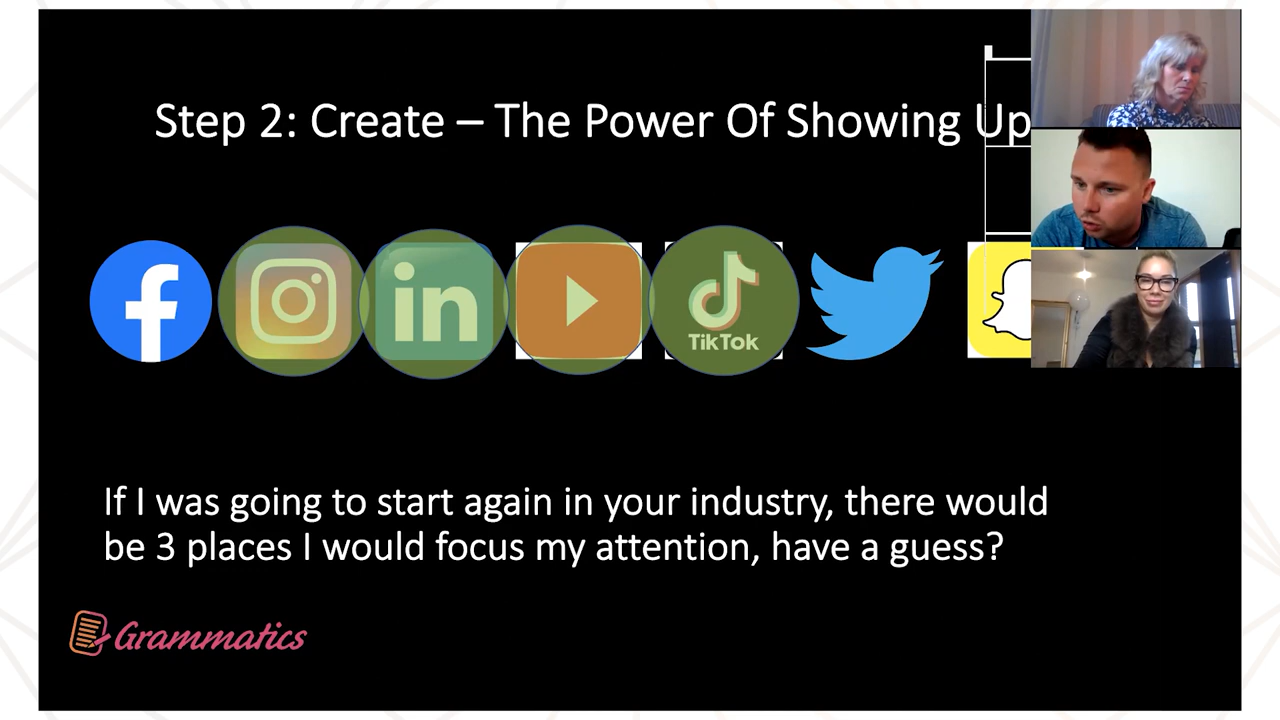 Step 2: Create – The Power Of Showing Up
in
TikTok
If I was going to start again in your industry, there would
be 3 places I would focus my attention, have a guess?
Grammatics